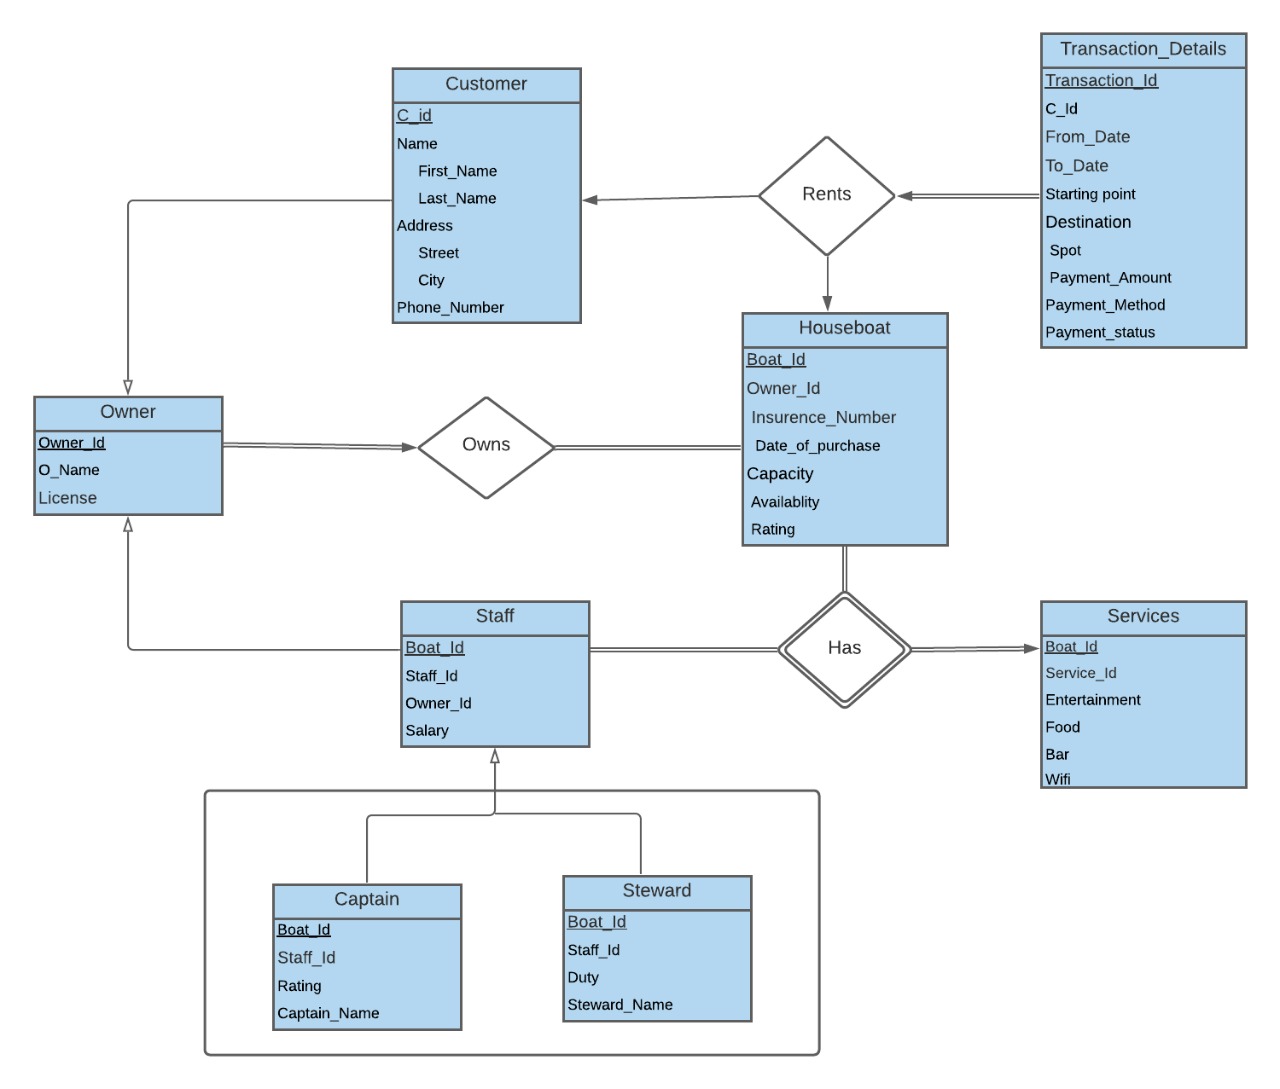 Transaction_Details
Transaction_Id
C_Id
From_Date
To_Date
Starting point
Destination
Spot
Payment_Amount
Payment_Method
Payment_status
Customer
C_id
Name
First_Name
Last_Name
Address
Street
City
Phone_Number
Rents
Houseboat
Boat_Id
Owner_Id
Insurence_Number
Date_of_purchase
Capacity
Availablity
Rating
Owner
Owner_Id
O_Name
License
Owns
Staff
Boat_Id
Staff_Id
Owner_Id
Salary
Has
Services
Boat_Id
Service_Id
Entertainment
Food
Bar
Wifi
Captain
Boat_Id
Staff_Id
Rating
Captain_Name
Steward
Boat_Id
Staff_Id
Duty
Steward_Name